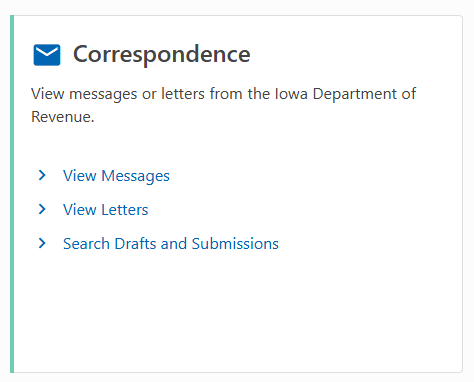 Correspondence
View messages or letters from the Iowa Department of
Revenue.
View Messages
View Letters
Search Drafts and Submissions